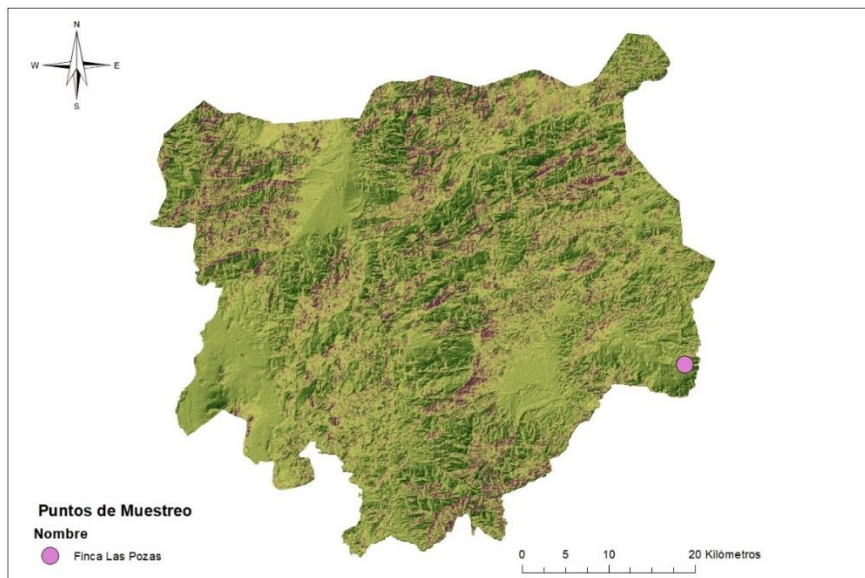 N
W E
S
Puntos de Muestreo
Nombre
Finca Las Pozas
0 5 10 20 Kilómetros